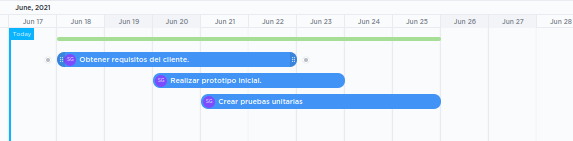 June, 2021
Jun 17 Jun 18 Jun 19 Jun 20 Jun 21 Jun 22 Jun 23 Jun 24 Jun 25 Jun 26 Jun 27 Jun 28
Today
SG Obtener requisitos del cliente.
SG Realizar prototipo inicial.
SG Crear pruebas unitarias